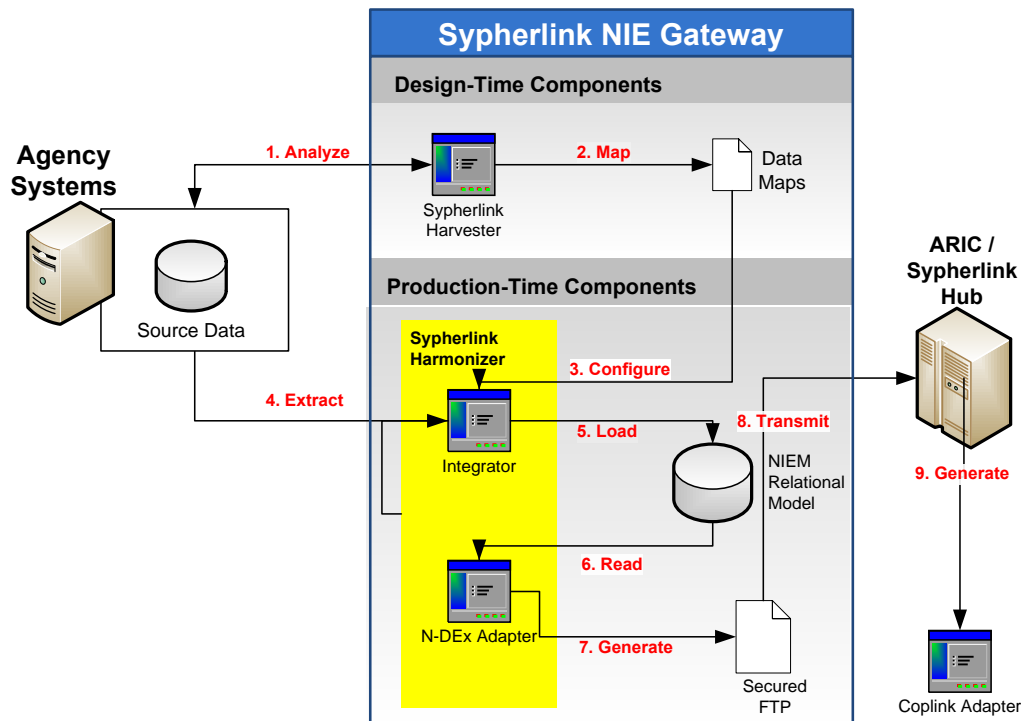 Sypherlink NIE Gateway
Design-Time Components
1. Analyze
2. Map
Agency
Systems
Sypherlink
Harvester
Data
Maps
Source Data
Production-Time Components
ARIC /
Sypherlink
Hub
Sypherlink
Harmonizer
3. Configure
4. Extract
5. Load
8. Transmit
Integrator
NIEM
Relational
Model
9. Generate
6. Read
N-DEx Adapter
7. Generate
Secured
FTP
Coplink Adapter